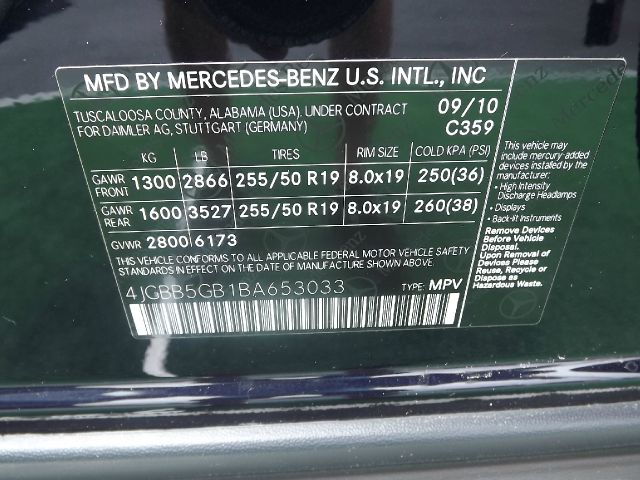 MFD BY MERCEDES-BENZ U.S. INTL., INC
TUSCALOOSA COUNTY, ALABAMA (USA). UNDER CONTRACT
FOR DAIMLER AG, STUTTGART (GERMANY)
09/10
C359
KG LB TIRES RIM SIZE COLD KPA (PSI)
GAWR FRONT 1300 2866 255/50 R19 8.0x19 250(36)
GAWR REAR 1600 3527 255/50 R19 8.0x19 260(38)
GVWR 2800 6173
THIS VEHICLE CONFORMS TO ALL APPLICABLE FEDERAL MOTOR VEHICLE SAFETY
STANDARDS IN EFFECT ON THE DATE OF MANUFACTURE SHOWN ABOVE.
4JGBB5GB1BA653033 TYPE: MPV
This vehicle may
include mercury-added
devices installed by
the manufacturer:
• High Intensity
Discharge Headlamps
• Displays
• Back-lit Instruments
Remove Devices
Before Vehicle
Disposal.
Upon Removal of
Devices Please
Reuse, Recycle or
Dispose as
Hazardous Waste.